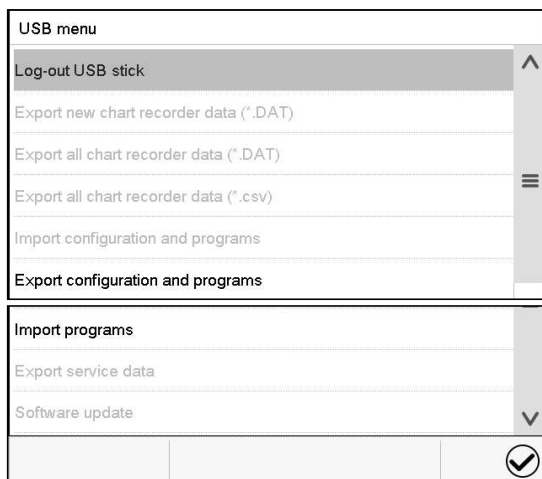 USB menu
Log-out USB stick
Export new chart recorder data (*.DAT)
Export all chart recorder data (*.DAT)
Export all chart recorder data (*.csv)
Import configuration and programs
Export configuration and programs
Import programs
Export service data
Software update